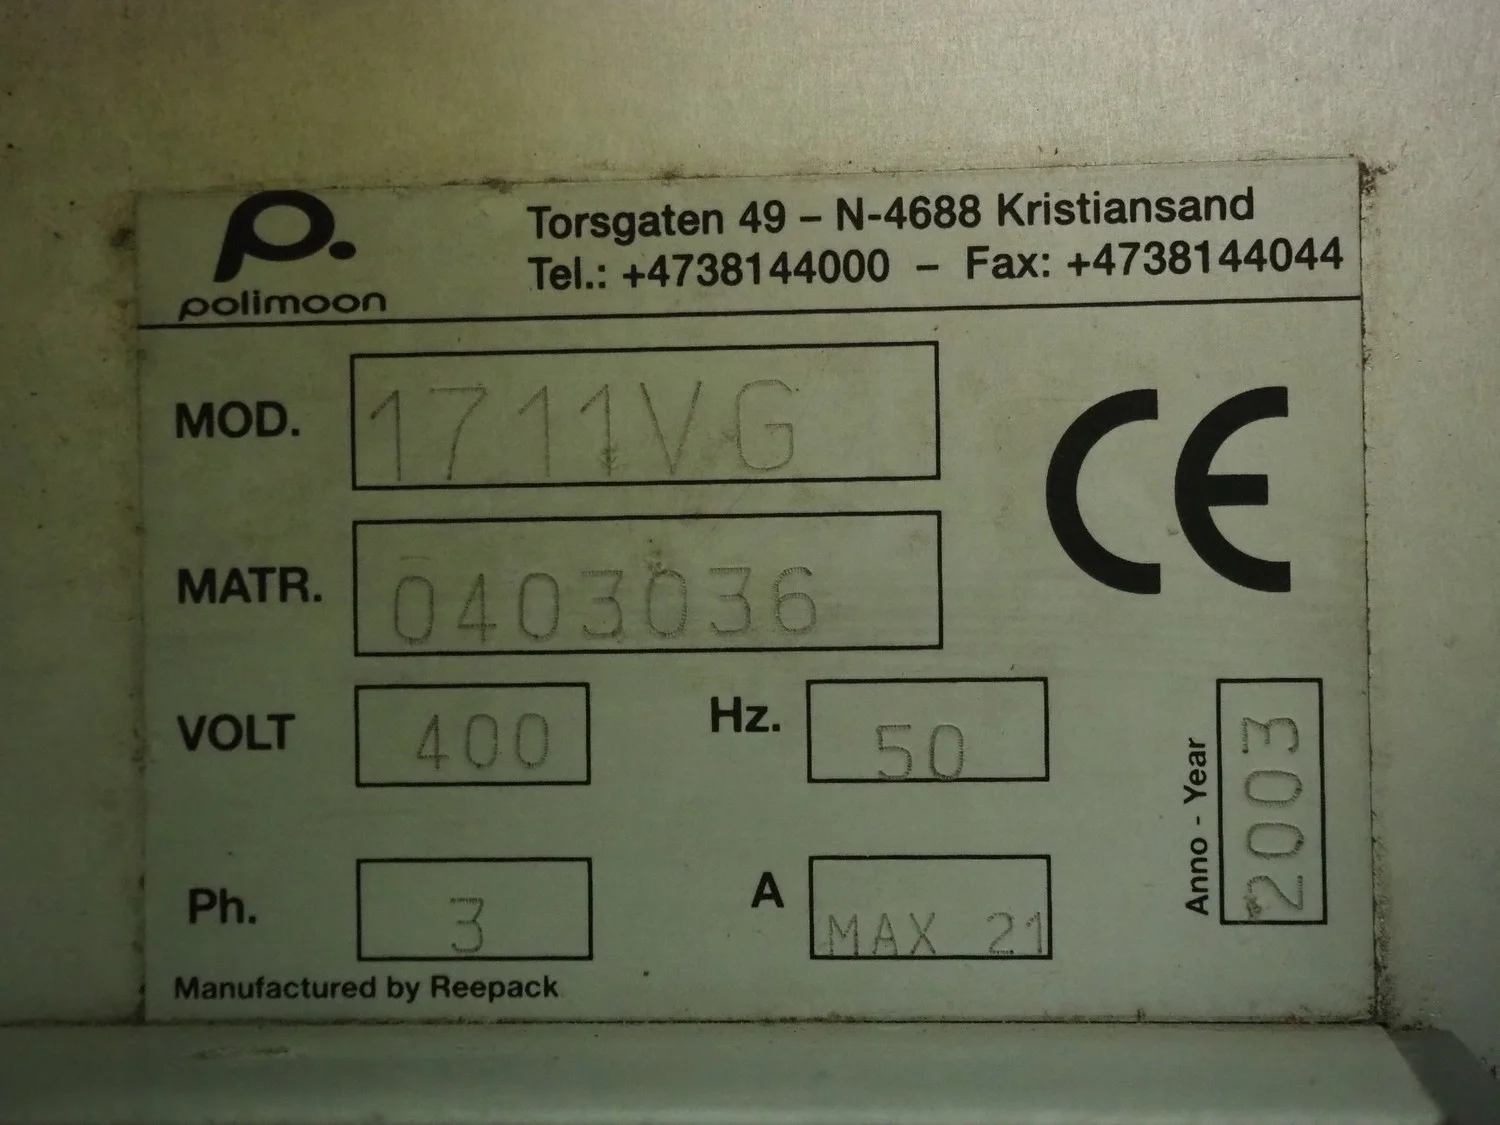 polimoon
Torsgaten 49 – N-4688 Kristiansand
Tel.: +4738144000 – Fax: +4738144044
MOD. 1711VG
CE
MATR. 0403036
VOLT 400 Hz. 50
Ph. 3 A MAX 21
Anno - Year 2003
Manufactured by Reepack